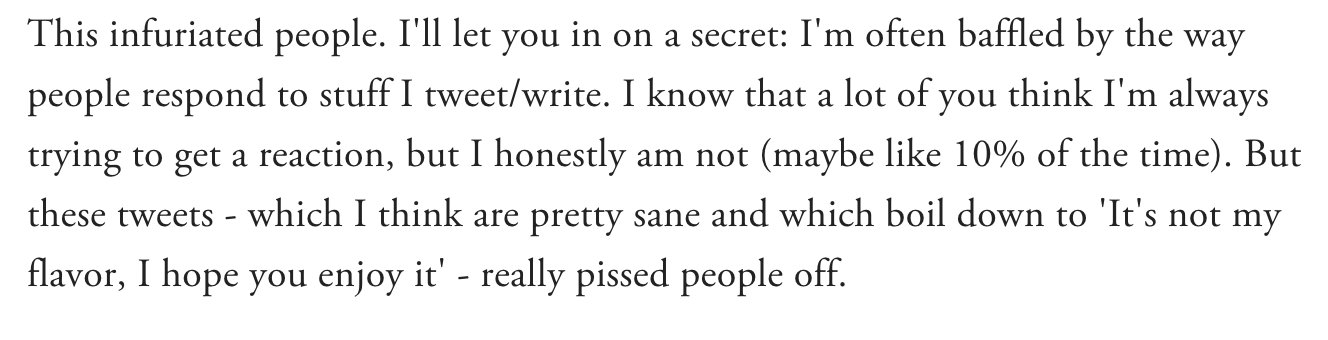 This infuriated people. I'll let you in on a secret: I'm often baffled by the way
people respond to stuff I tweet/write. I know that a lot of you think I'm always
trying to get a reaction, but I honestly am not (maybe like 10% of the time). But
these tweets - which I think are pretty sane and which boil down to 'It's not my
flavor, I hope you enjoy it' - really pissed people off.